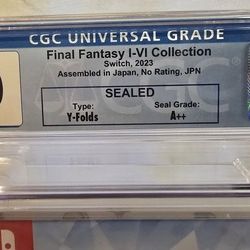 CGC UNIVERSAL GRADE
Final Fantasy I-VI Collection
Switch, 2023
Assembled in Japan, No Rating, JPN
SEALED
Type: Seal Grade:
Y-Folds A++